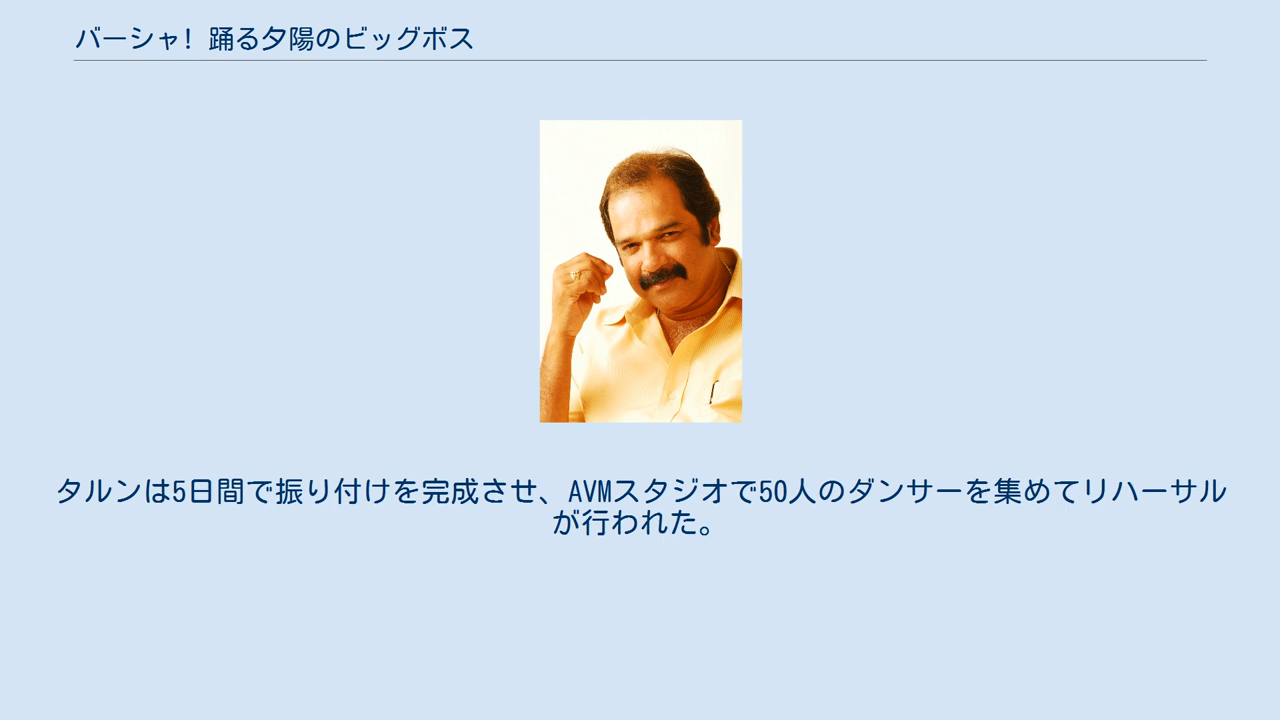 バーシャ! 踊る夕陽のビッグボス
タルンは5日間で振り付けを完成させ、AVMスタジオで50人のダンサーを集めてリハーサル
が行われた。